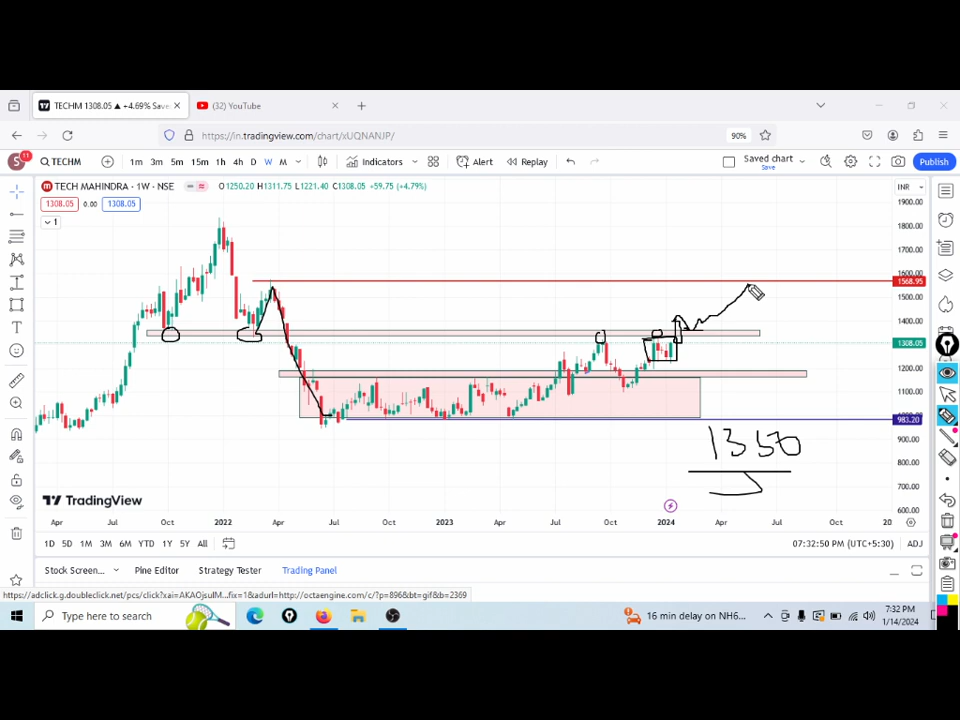 TECHM 1308.05 ▲ +4.69% Save
(32) YouTube
https://in.tradingview.com/chart/xUQNANJP/
90%
S 11 TECHM 1m 3m 5m 15m 1h 4h D W M Indicators Alert Replay Saved chart Save Publish
TECH MAHINDRA · 1W · NSE O1250.20 H1311.75 L1221.40 C1308.05 +59.75 (+4.79%) INR
1308.05 0.00 1308.05
1
1900.00
1800.00
1700.00
1600.00
1568.95
1500.00
1400.00
1308.05
1200.00
1100.00
1000.00
983.20
900.00
800.00
700.00
600.00
1350
TradingView
Apr Jul Oct 2022 Apr Jul Oct 2023 Apr Jul Oct 2024 Apr Jul Oct 20
1D 5D 1M 3M 6M YTD 1Y 5Y All 07:32:50 PM (UTC+5:30) ADJ
Stock Screen... Pine Editor Strategy Tester Trading Panel
Type here to search 16 min delay on NH6... 7:32 PM
1/14/2024